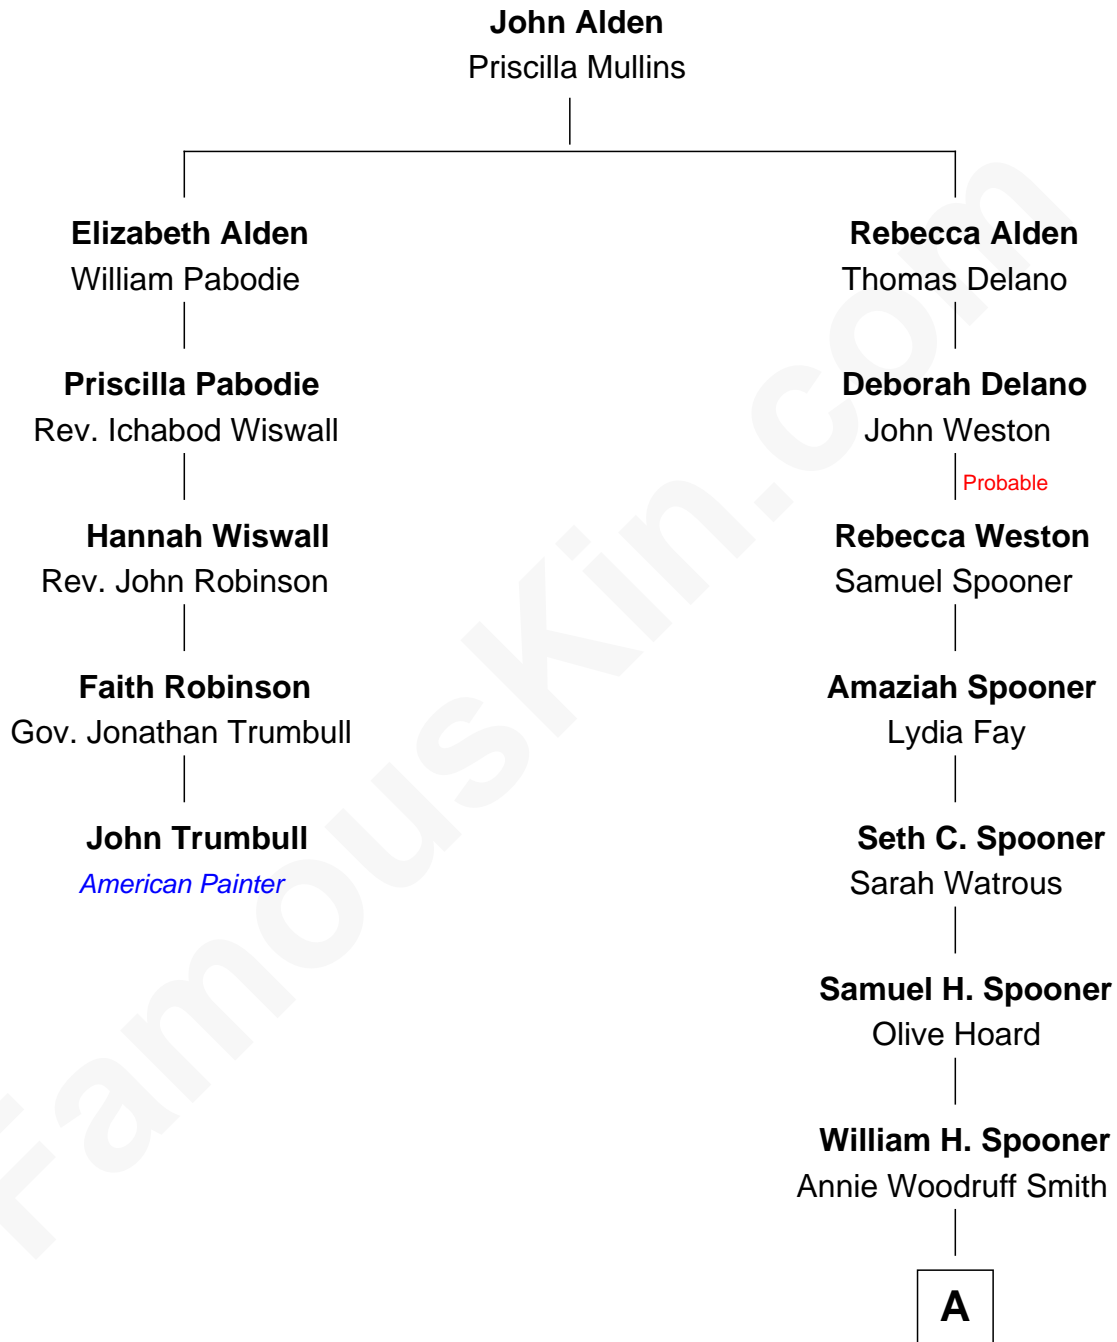 John Alden
Priscilla Mullins
Elizabeth Alden
William Pabodie
Rebecca Alden
Thomas Delano
Priscilla Pabodie
Rev. Ichabod Wiswall
Deborah Delano
John Weston
Probable
Hannah Wiswall
Rev. John Robinson
Rebecca Weston
Samuel Spooner
Faith Robinson
Gov. Jonathan Trumbull
Amaziah Spooner
Lydia Fay
John Trumbull
American Painter
Seth C. Spooner
Sarah Watrous
Samuel H. Spooner
Olive Hoard
William H. Spooner
Annie Woodruff Smith
A
FamousKin.com